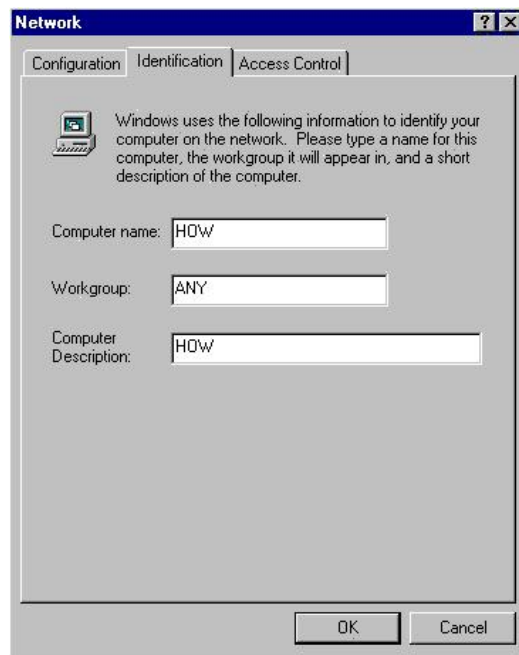 Network
Configuration Identification Access Control
Windows uses the following information to identify your
computer on the network. Please type a name for this
computer, the workgroup it will appear in, and a short
description of the computer.
Computer name: HOW
Workgroup: ANY
Computer
Description: HOW
OK Cancel